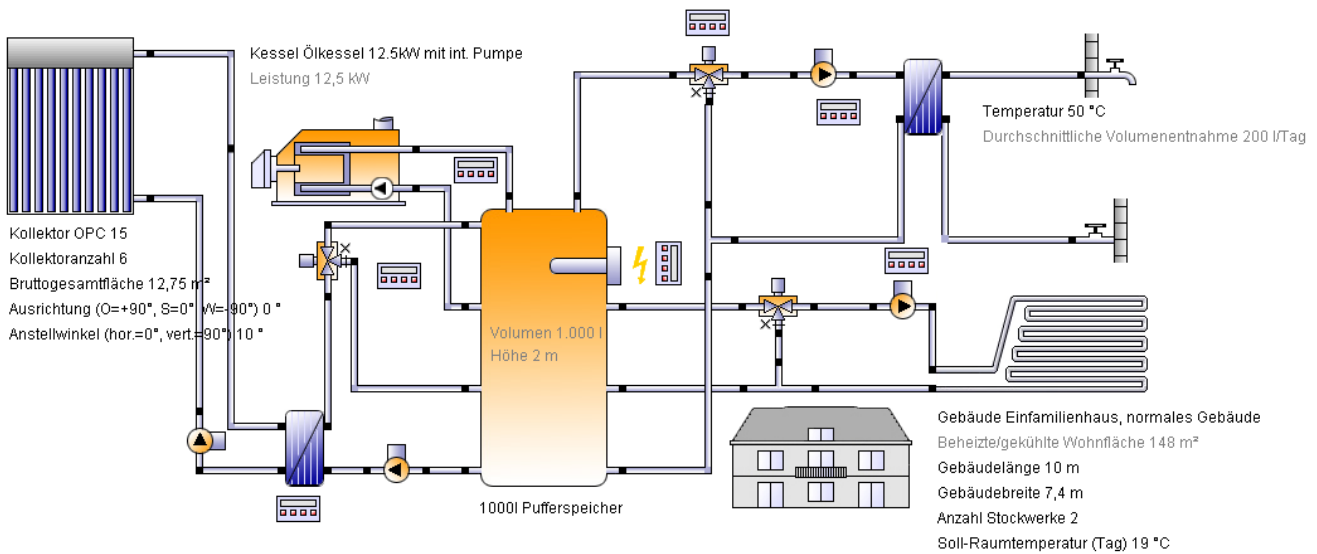 Kessel Ölkessel 12.5kW mit int. Pumpe
Leistung 12,5 kW
Temperatur 50 °C
Durchschnittliche Volumenentnahme 200 l/Tag
Kollektor OPC 15
Kollektoranzahl 6
Bruttogesamtfläche 12,75 m²
Ausrichtung (O=+90°, S=0°, W=-90°) 0 °
Anstellwinkel (hor.=0°, vert.=90°) 10 °
Volumen 1.000 l
Höhe 2 m
1000l Pufferspeicher
Gebäude Einfamilienhaus, normales Gebäude
Beheizte/gekühlte Wohnfläche 148 m²
Gebäudelänge 10 m
Gebäudebreite 7,4 m
Anzahl Stockwerke 2
Soll-Raumtemperatur (Tag) 19 °C